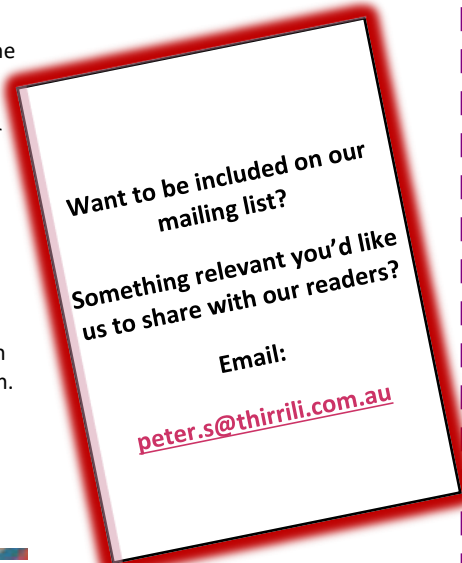 Want to be included on our
mailing list?
Something relevant you’d like
us to share with our readers?
Email:
peter.s@thirrili.com.au